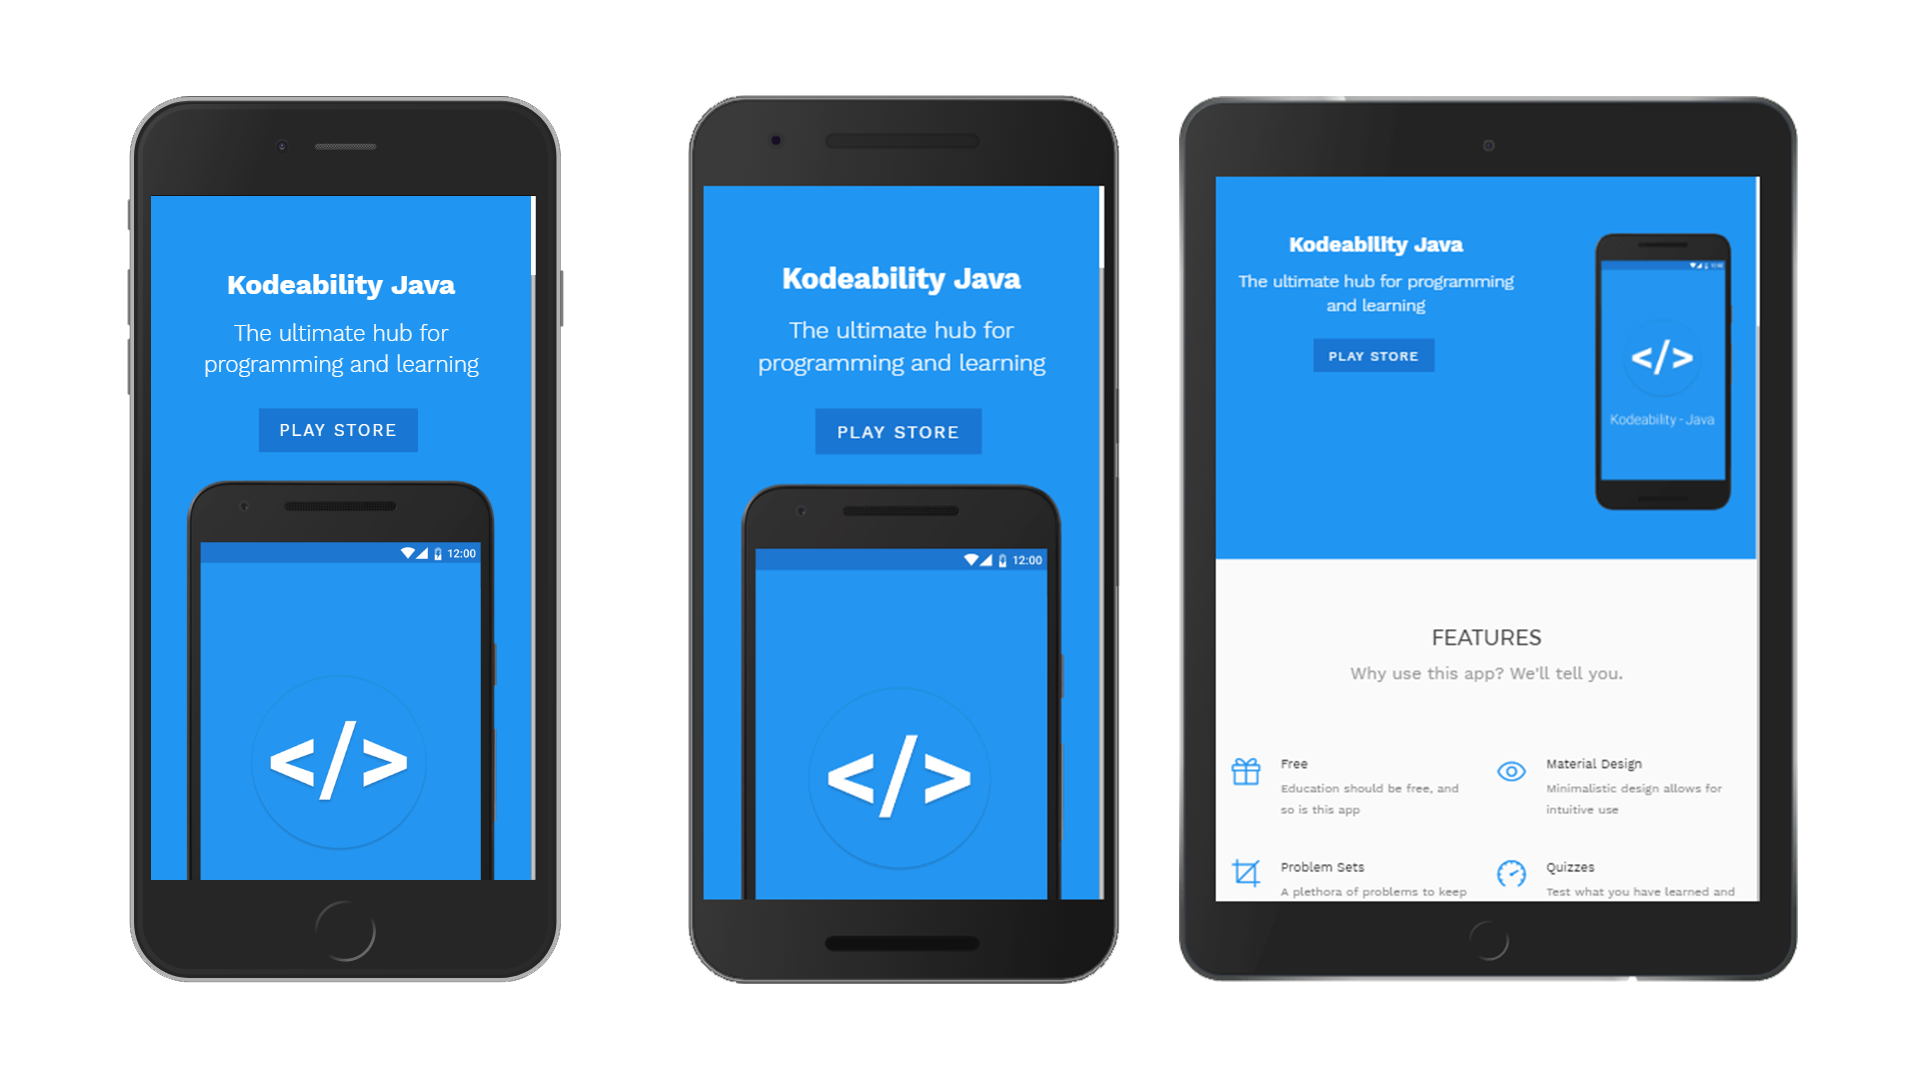 Kodeability Java
The ultimate hub for
programming and learning
PLAY STORE
12:00
</>
Kodeability Java
The ultimate hub for
programming and learning
PLAY STORE
12:00
</>
Kodeability Java
The ultimate hub for programming
and learning
PLAY STORE
</>
Kodeability - Java
FEATURES
Why use this app? We'll tell you.
Free
Education should be free, and
so is this app
Material Design
Minimalistic design allows for
intuitive use
Problem Sets
A plethora of problems to keep
Quizzes
Test what you have learned and